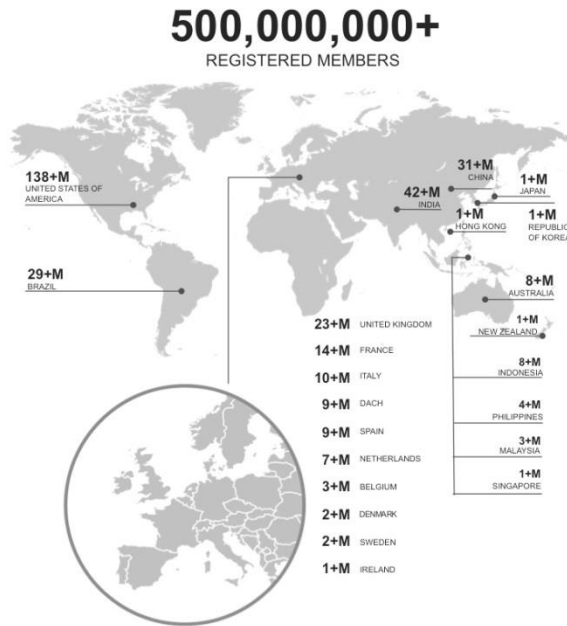 500,000,000+
REGISTERED MEMBERS
138+M
UNITED STATES OF
AMERICA
29+M
BRAZIL
31+M
CHINA
42+M
INDIA
1+M
JAPAN
1+M
HONG KONG
1+M
REPUBLIC
OF KOREA
8+M
AUSTRALIA
1+M
NEW ZEALAND
8+M
INDONESIA
4+M
PHILIPPINES
3+M
MALAYSIA
1+M
SINGAPORE
23+M UNITED KINGDOM
14+M FRANCE
10+M ITALY
9+M DACH
9+M SPAIN
7+M NETHERLANDS
3+M BELGIUM
2+M DENMARK
2+M SWEDEN
1+M IRELAND